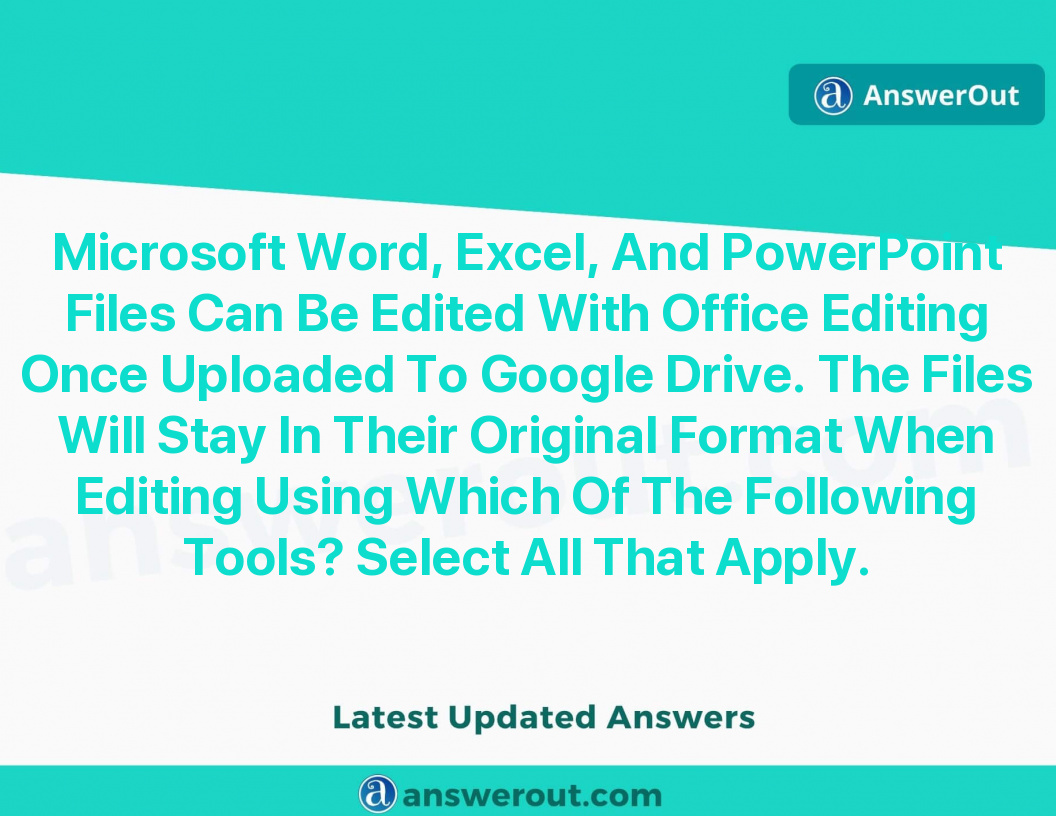 AnswerOut
Microsoft Word, Excel, And PowerPoint
Files Can Be Edited With Office Editing
Once Uploaded To Google Drive. The Files
Will Stay In Their Original Format When
Editing Using Which Of The Following
Tools? Select All That Apply.
answerout.com
Latest Updated Answers
answerout.com